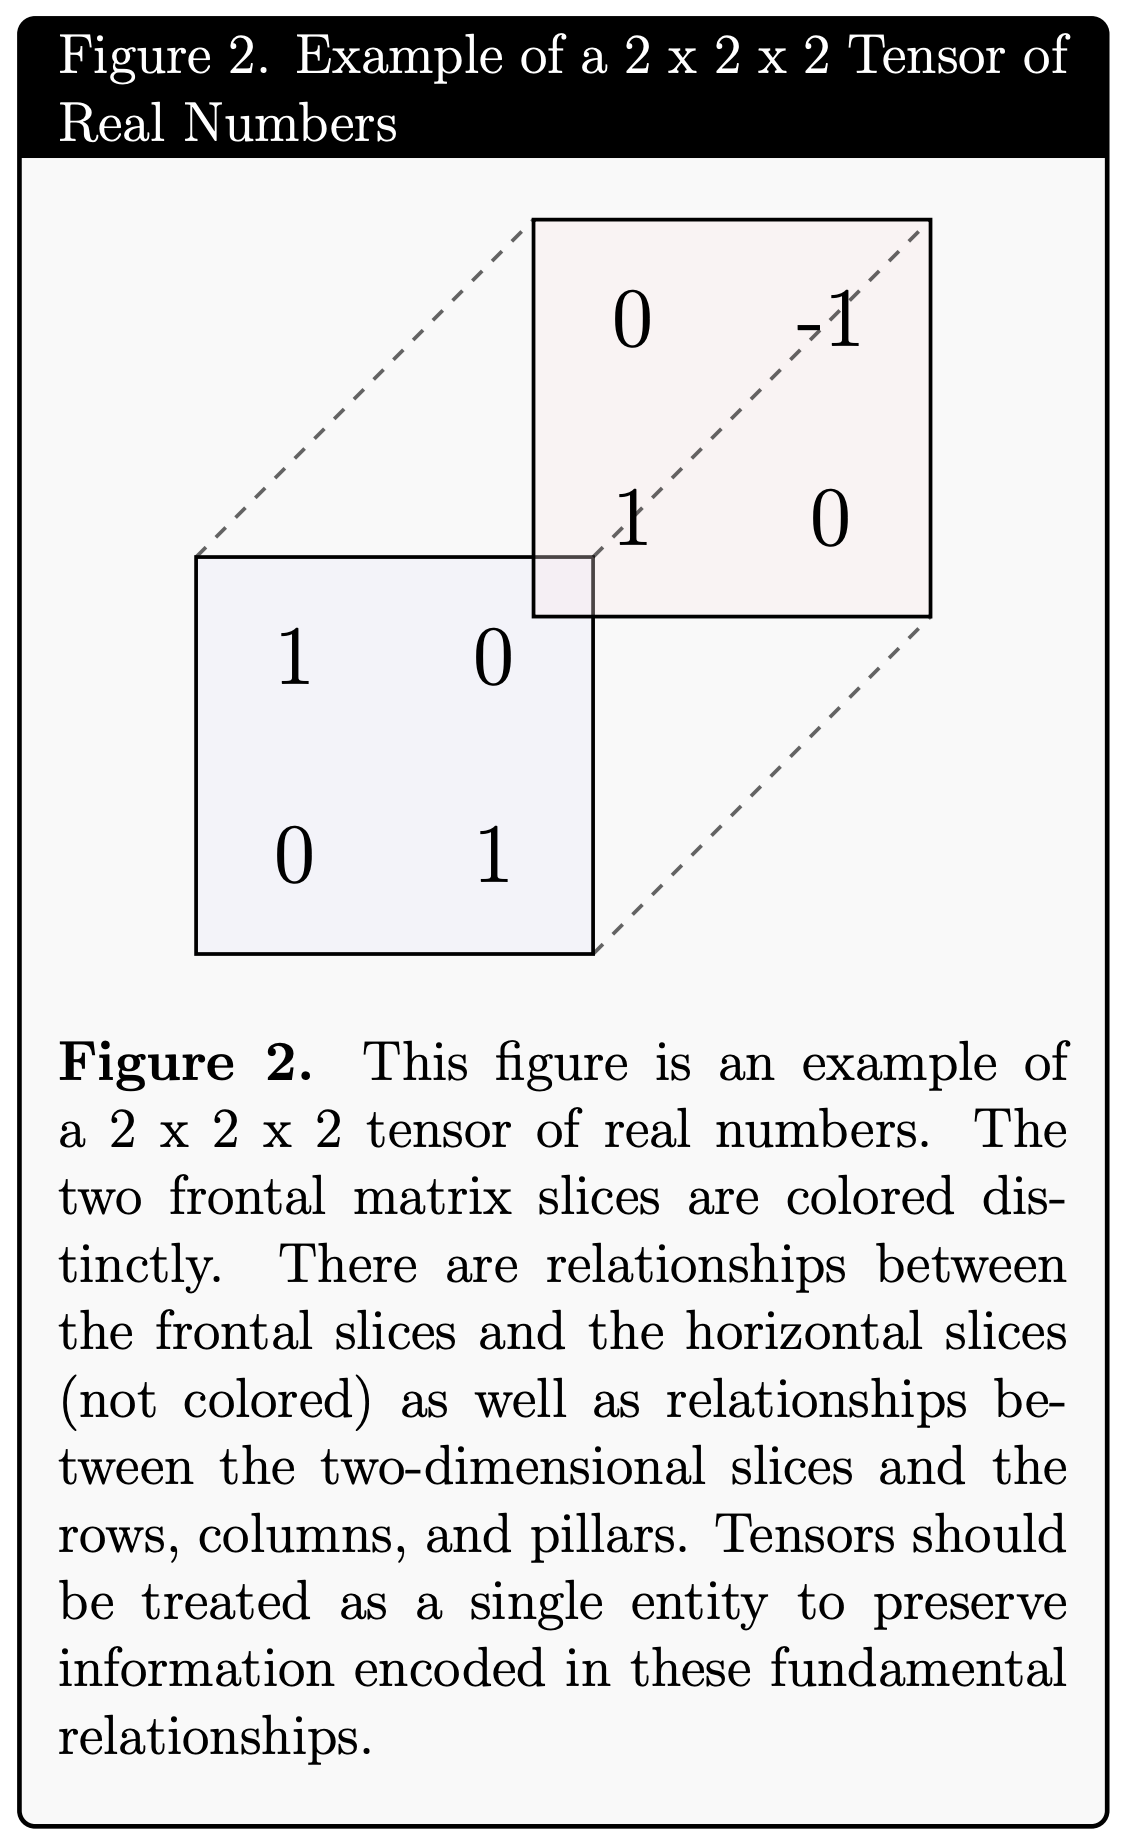 Figure 2. Example of a 2 x 2 x 2 Tensor of
Real Numbers
0 -1
1 0
1 0
0 1
Figure 2. This figure is an example of
a 2 x 2 x 2 tensor of real numbers. The
two frontal matrix slices are colored dis-
tinctly. There are relationships between
the frontal slices and the horizontal slices
(not colored) as well as relationships be-
tween the two-dimensional slices and the
rows, columns, and pillars. Tensors should
be treated as a single entity to preserve
information encoded in these fundamental
relationships.